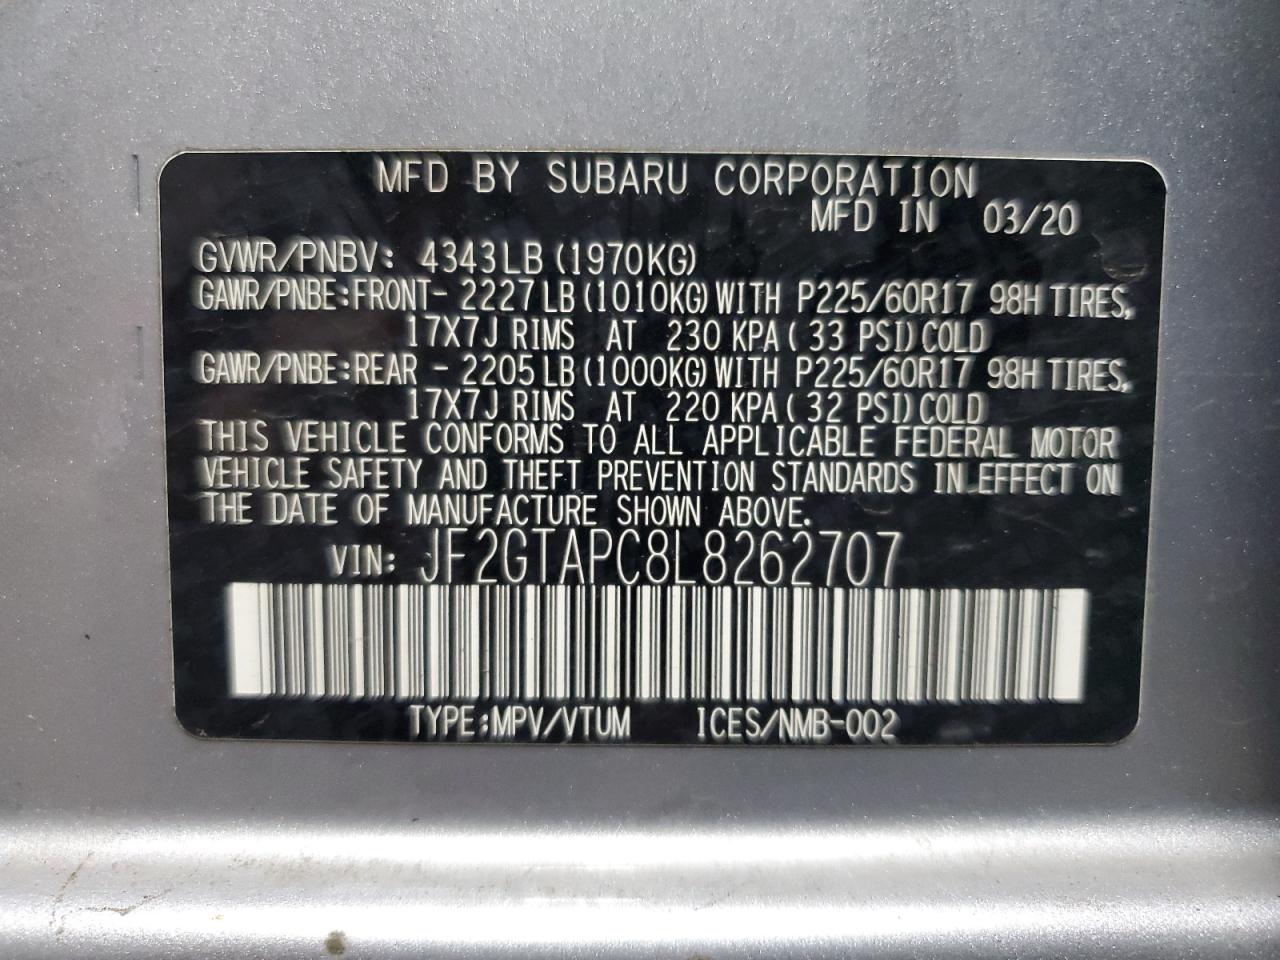 MFD BY SUBARU CORPORATION
MFD IN 03/20
GVWR/PNBV: 4343LB (1970KG)
GAWR/PNBE:FRONT- 2227LB (1010KG) WITH P225/60R17 98H TIRES,
17X7J RIMS AT 230 KPA ( 33 PSI) COLD
GAWR/PNBE:REAR - 2205LB (1000KG) WITH P225/60R17 98H TIRES,
17X7J RIMS AT 220 KPA ( 32 PSI) COLD
THIS VEHICLE CONFORMS TO ALL APPLICABLE FEDERAL MOTOR
VEHICLE SAFETY AND THEFT PREVENTION STANDARDS IN EFFECT ON
THE DATE OF MANUFACTURE SHOWN ABOVE.
VIN: JF2GTAPC8L8262707
TYPE:MPV/VTUM ICES/NMB-002